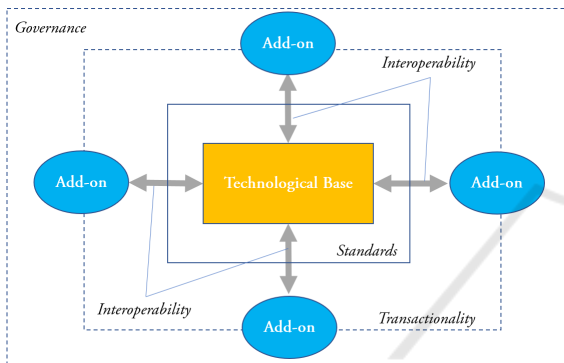 Governance
Add-on
Interoperability
Add-on
Technological Base
Add-on
Standards
Interoperability
Add-on
Transactionality